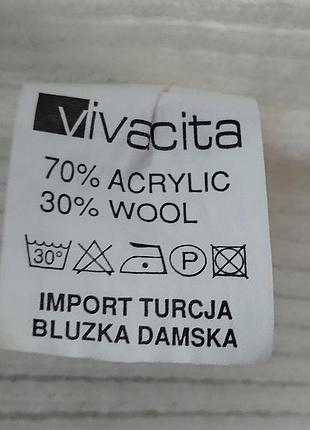 vivacita
70% ACRYLIC
30% WOOL
30° P
IMPORT TURCJA
BLUZKA DAMSKA